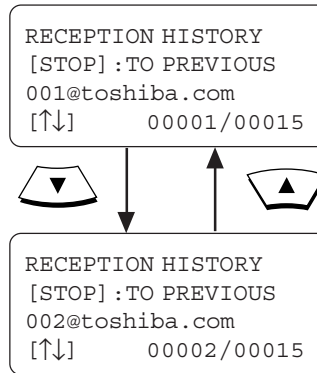 RECEPTION HISTORY
[STOP]:TO PREVIOUS
001@toshiba.com
[↑↓] 00001/00015
RECEPTION HISTORY
[STOP]:TO PREVIOUS
002@toshiba.com
[↑↓] 00002/00015